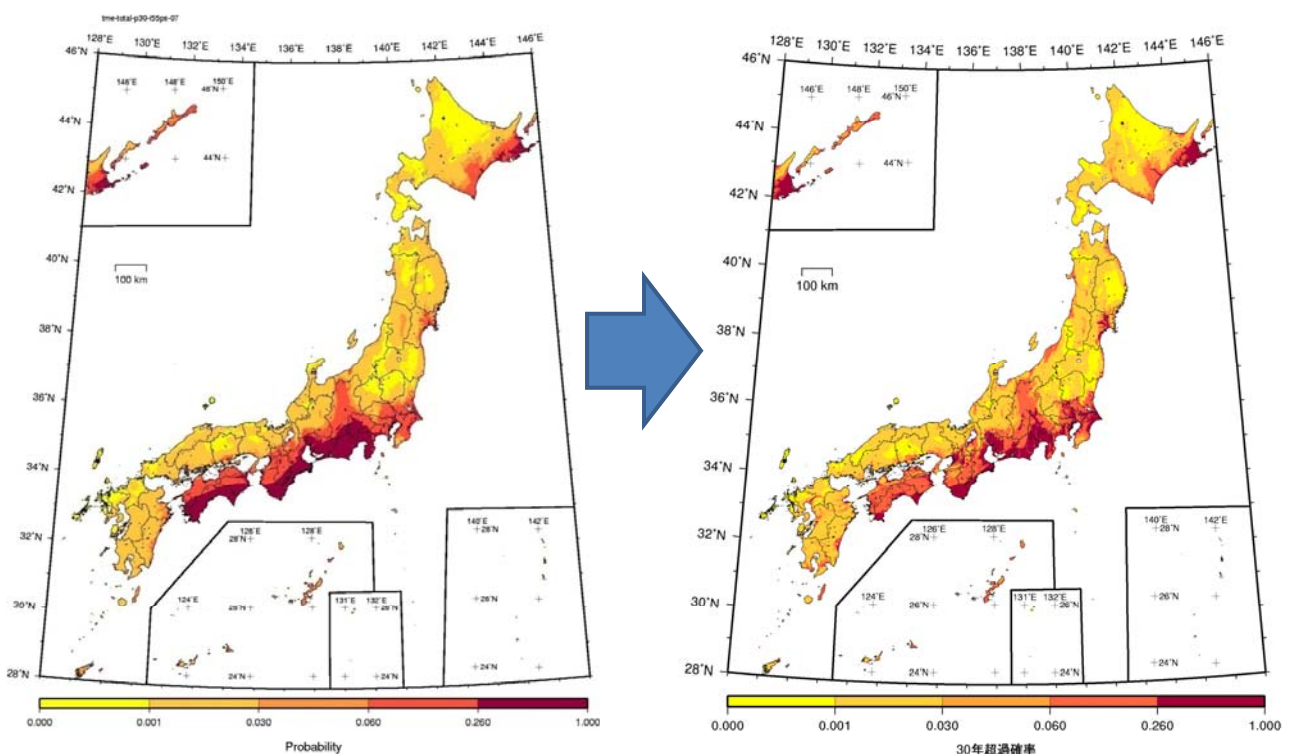 tme-total-p30-t55ps-07
128°E 130°E 132°E 134°E 136°E 138°E 140°E 142°E 144°E 146°E
46°N
146°E 148°E 150°E
46°N
44°N
44°N
42°N
40°N
100 km
38°N
36°N
34°N
32°N
126°E 128°E
28°N
140°E 142°E
28°N
30°N
124°E
26°N
131°E 132°E
26°N
26°N
28°N
24°N
24°N
24°N
0.000 0.001 0.030 0.060 0.260 1.000
Probability
128°E 130°E 132°E 134°E 136°E 138°E 140°E 142°E 144°E 146°E
46°N
146°E 148°E 150°E
46°N
44°N
44°N
42°N
40°N
100 km
38°N
36°N
34°N
32°N
126°E 128°E
28°N
140°E 142°E
28°N
30°N
124°E
26°N
131°E 132°E
26°N
26°N
28°N
24°N
24°N
24°N
0.000 0.001 0.030 0.060 0.260 1.000
30年超過確率